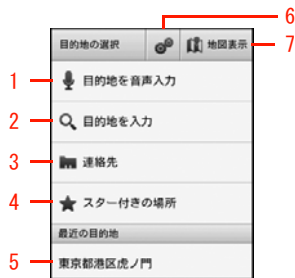 6
目的地の選択 地図表示 7
1 目的地を音声入力
2 目的地を入力
3 連絡先
4 スター付きの場所
最近の目的地
5 東京都港区虎ノ門